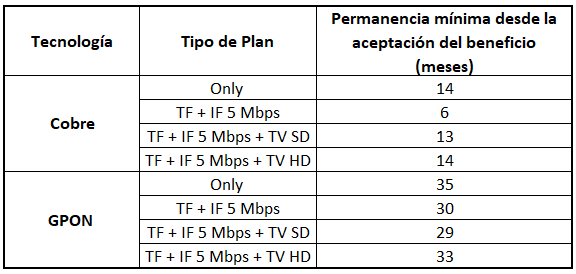 Tecnología Tipo de Plan Permanencia mínima desde la
aceptación del beneficio
(meses)
Cobre
Only 14
TF + IF 5 Mbps 6
TF + IF 5 Mbps + TV SD 13
TF + IF 5 Mbps + TV HD 14
GPON
Only 35
TF + IF 5 Mbps 30
TF + IF 5 Mbps + TV SD 29
TF + IF 5 Mbps + TV HD 33